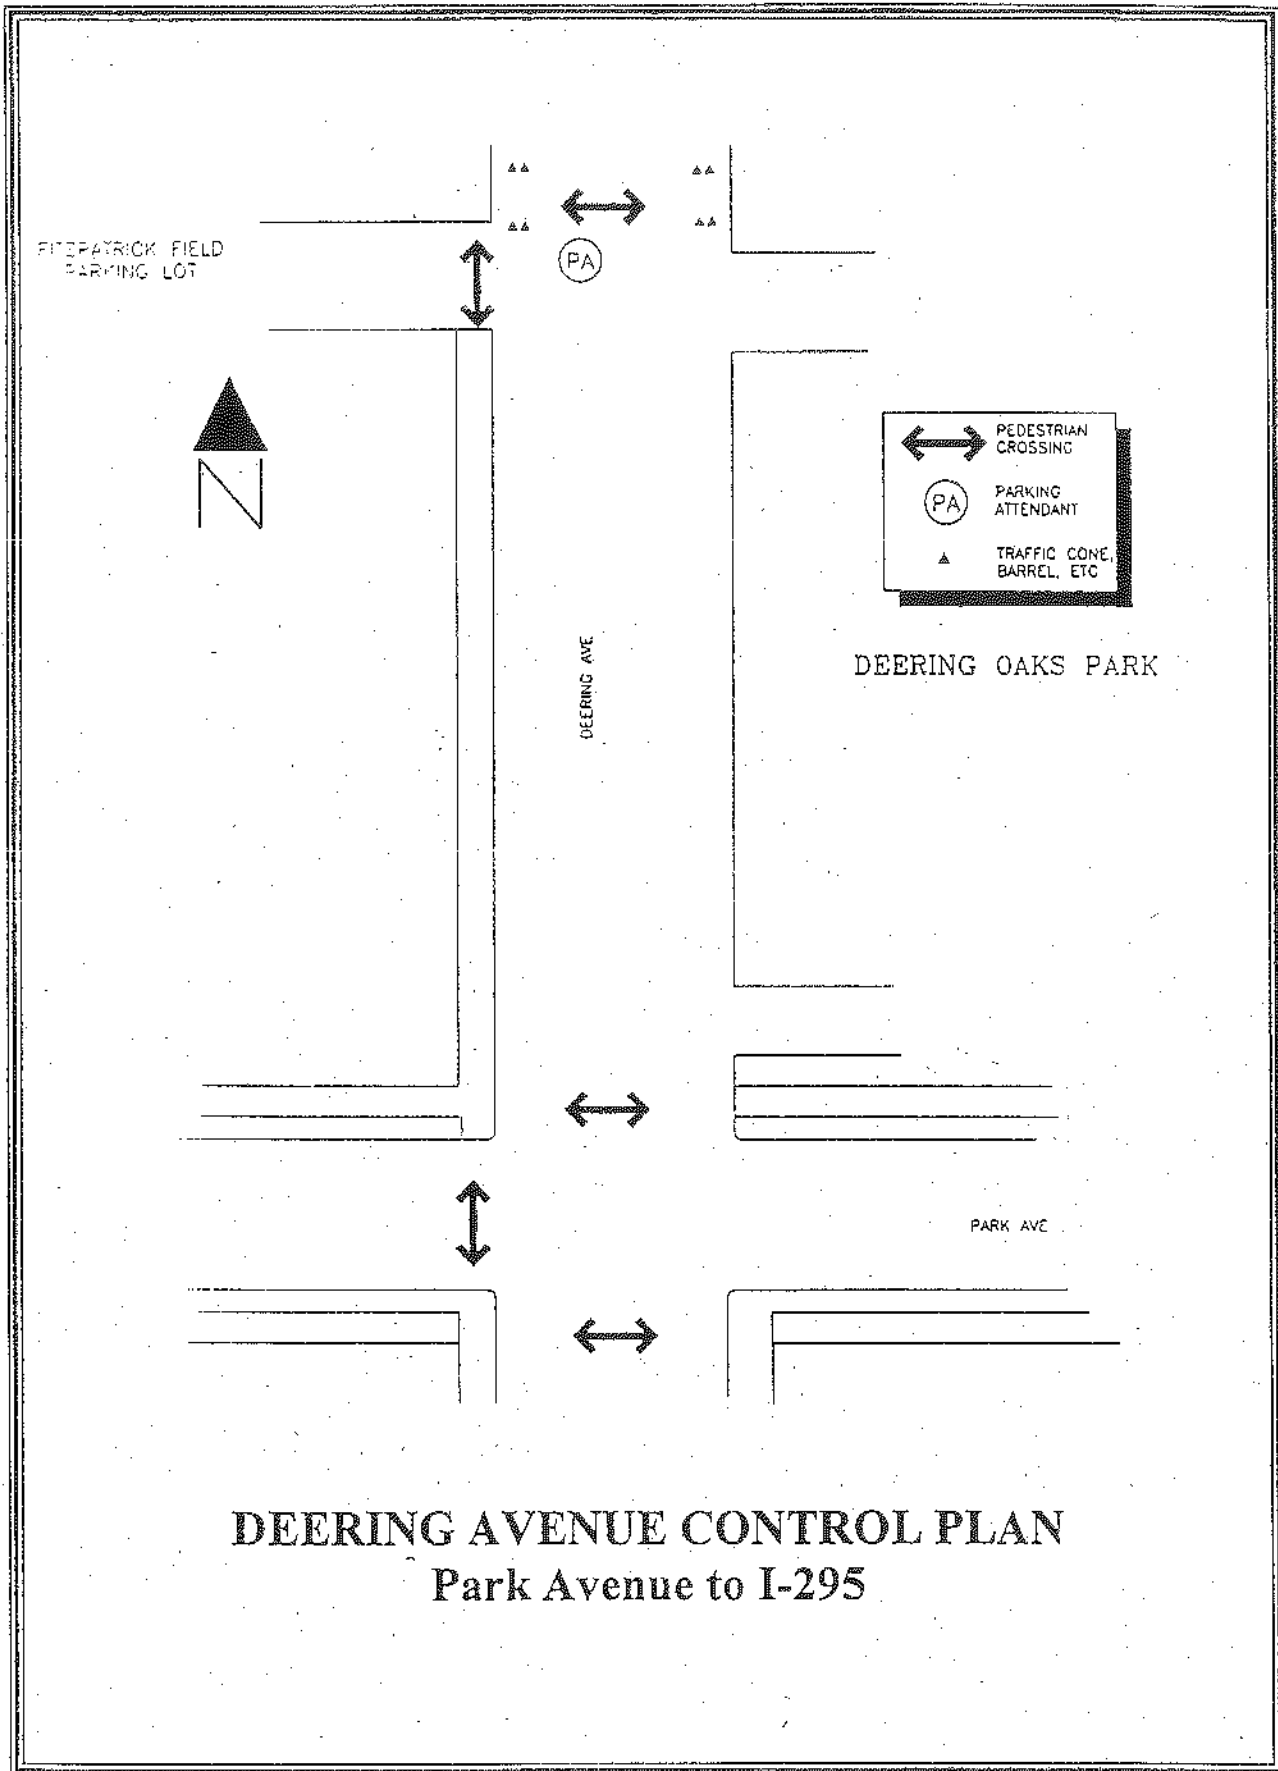 FITZPATRICK FIELD
PARKING LOT
PA
N
PEDESTRIAN
CROSSING
PA
PARKING
ATTENDANT
TRAFFIC CONE,
BARREL, ETC
DEERING AVE
DEERING OAKS PARK
PARK AVE
DEERING AVENUE CONTROL PLAN
Park Avenue to I-295